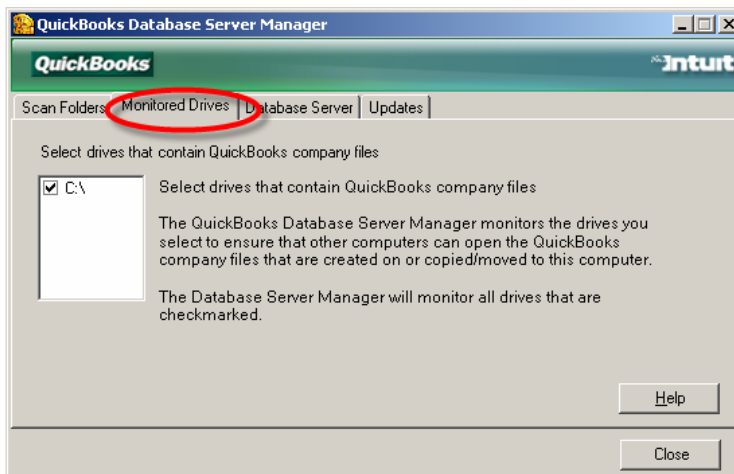 QuickBooks Database Server Manager
QuickBooks
Intuit
Scan Folders Monitored Drives Database Server Updates
Select drives that contain QuickBooks company files
C:\ Select drives that contain QuickBooks company files
The QuickBooks Database Server Manager monitors the drives you
select to ensure that other computers can open the QuickBooks
company files that are created on or copied/moved to this computer.
The Database Server Manager will monitor all drives that are
checkmarked.
Help
Close